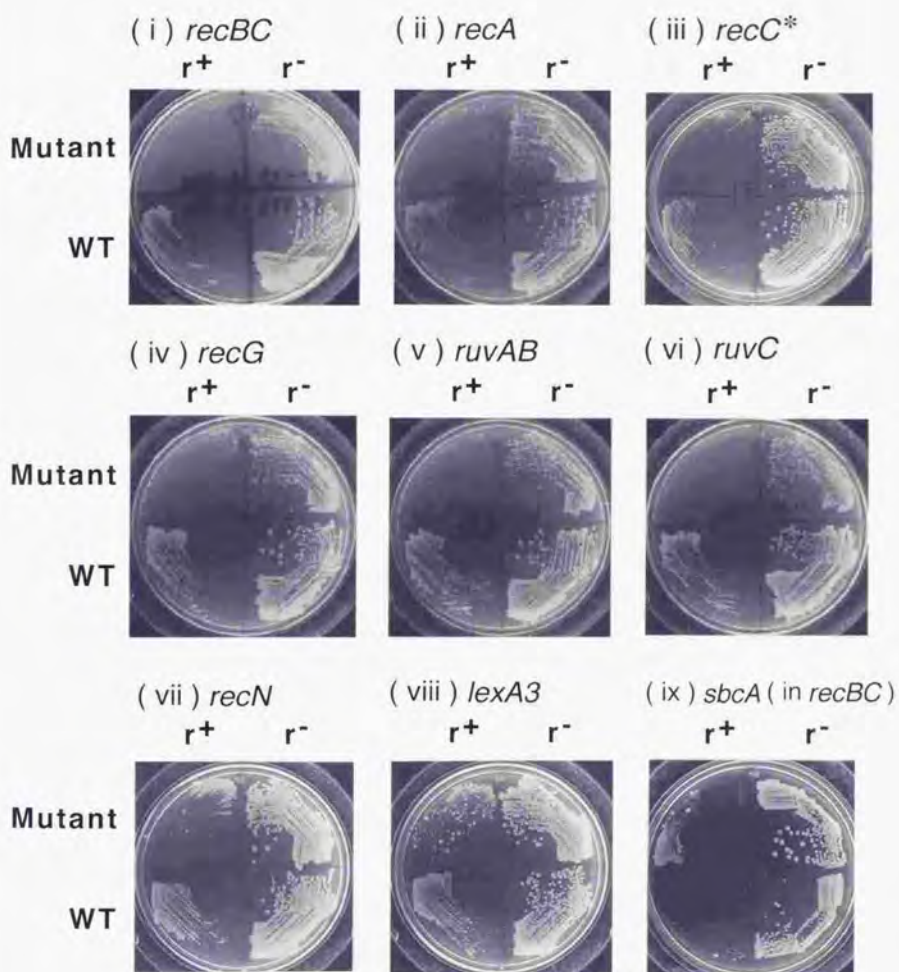 ( i ) recBC ( ii ) recA ( iii ) recC*
r+ r- r+ r- r+ r-
Mutant
WT
( iv ) recG ( v ) ruvAB ( vi ) ruvC
r+ r- r+ r- r+ r-
Mutant
WT
( vii ) recN ( viii ) lexA3 ( ix ) sbcA ( in recBC )
r+ r- r+ r- r+ r-
Mutant
WT